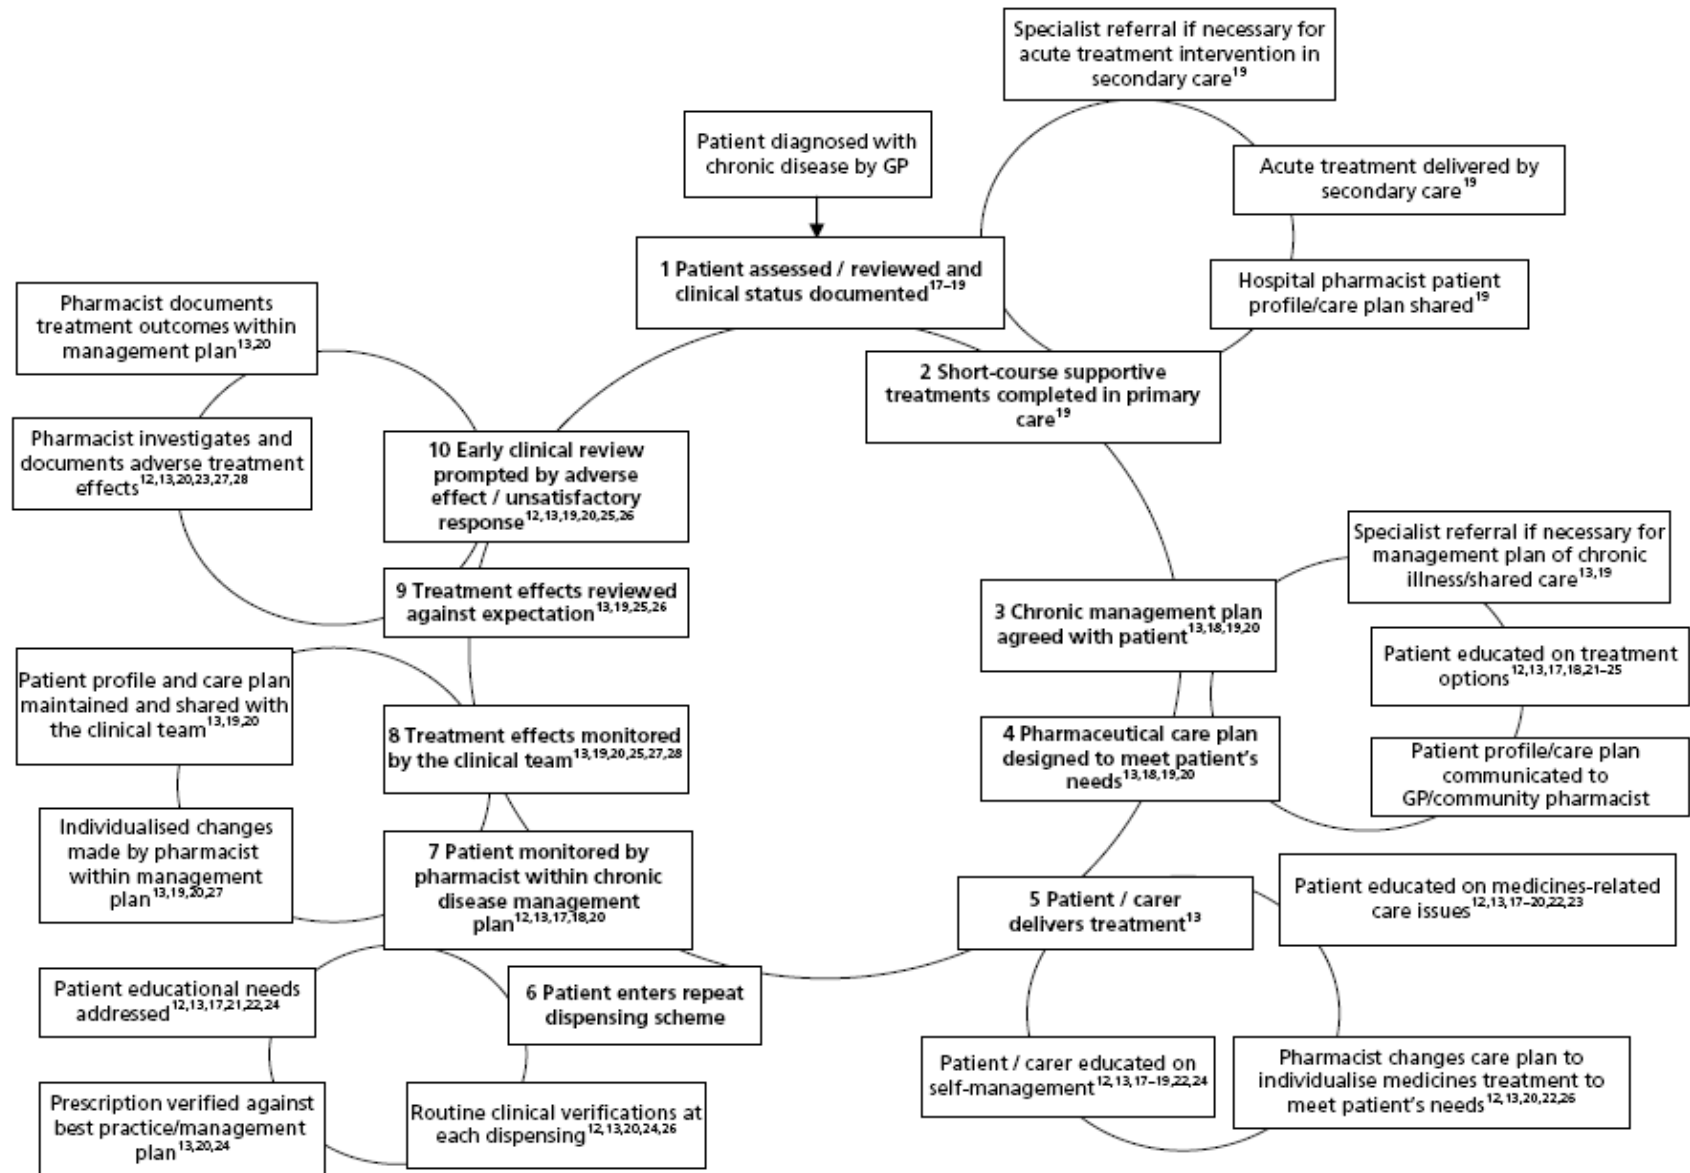 Specialist referral if necessary for
acute treatment intervention in
secondary care19
Patient diagnosed with
chronic disease by GP
Acute treatment delivered by
secondary care19
1 Patient assessed / reviewed and
clinical status documented17–19
Hospital pharmacist patient
profile/care plan shared19
Pharmacist documents
treatment outcomes within
management plan13,20
2 Short-course supportive
treatments completed in primary
care19
Pharmacist investigates and
documents adverse treatment
effects12,13,20,23,27,28
10 Early clinical review
prompted by adverse
effect / unsatisfactory
response12,13,19,20,25,26
Specialist referral if necessary for
management plan of chronic
illness/shared care13,19
9 Treatment effects reviewed
against expectation13,19,25,26
3 Chronic management plan
agreed with patient13,18,19,20
Patient educated on treatment
options12,13,17,18,21–25
Patient profile and care plan
maintained and shared with
the clinical team13,19,20
8 Treatment effects monitored
by the clinical team13,19,20,25,27,28
4 Pharmaceutical care plan
designed to meet patient's
needs13,18,19,20
Patient profile/care plan
communicated to
GP/community pharmacist
Individualised changes
made by pharmacist
within management
plan13,19,20,27
7 Patient monitored by
pharmacist within chronic
disease management
plan12,13,17,18,20
5 Patient / carer
delivers treatment13
Patient educated on medicines-related
care issues12,13,17–20,22,23
Patient educational needs
addressed12,13,17,21,22,24
6 Patient enters repeat
dispensing scheme
Patient / carer educated on
self-management12,13,17–19,22,24
Pharmacist changes care plan to
individualise medicines treatment to
meet patient's needs12,13,20,22,26
Prescription verified against
best practice/management
plan13,20,24
Routine clinical verifications at
each dispensing12,13,20,24,26